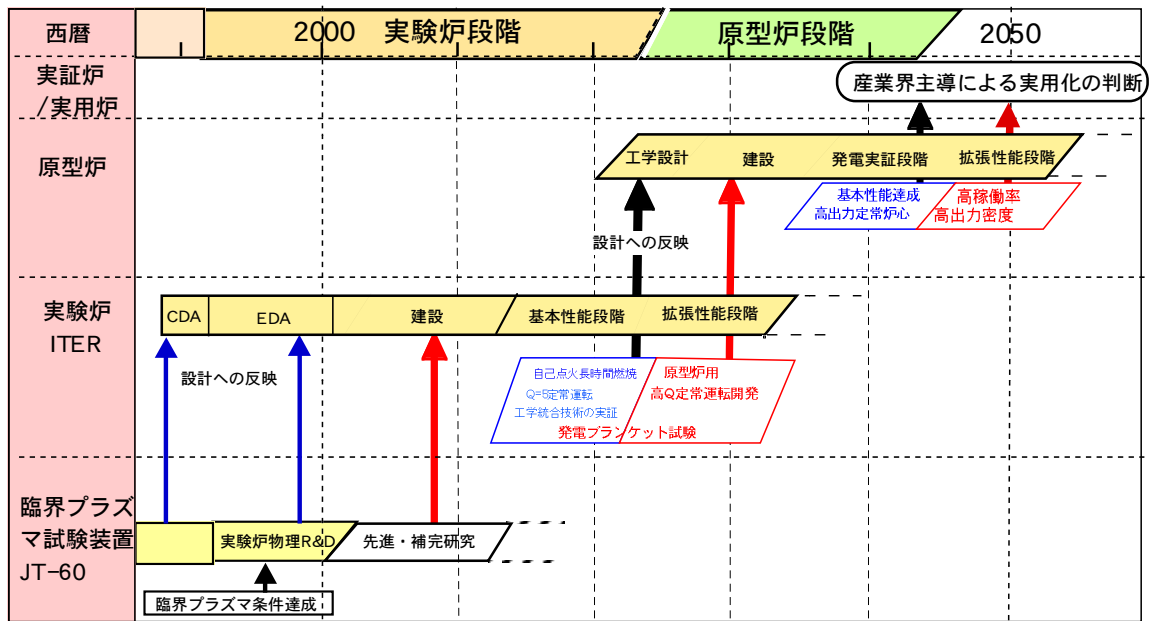 西暦
2000
実験炉段階
原型炉段階
2050
実証炉
/実用炉
産業界主導による実用化の判断
原型炉
工学設計
建設
発電実証段階
拡張性能段階
基本性能達成
高出力定常炉心
高稼働率
高出力密度
設計への反映
実験炉
ITER
CDA
EDA
建設
基本性能段階
拡張性能段階
設計への反映
自己点火長時間燃焼
Q=5定常運転
工学統合技術の実証
原型炉用
高Q定常運転開発
発電ブランケット試験
臨界プラズ
マ試験装置
JT-60
実験炉物理R&D
先進・補完研究
臨界プラズマ条件達成